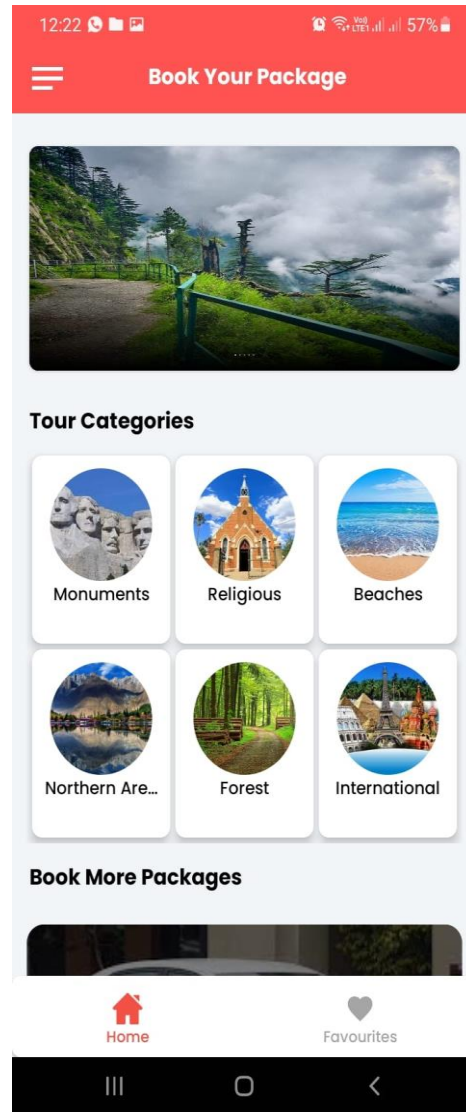 12:22 57%
Book Your Package
Tour Categories
Monuments Religious Beaches
Northern Are... Forest International
Book More Packages
Home Favourites